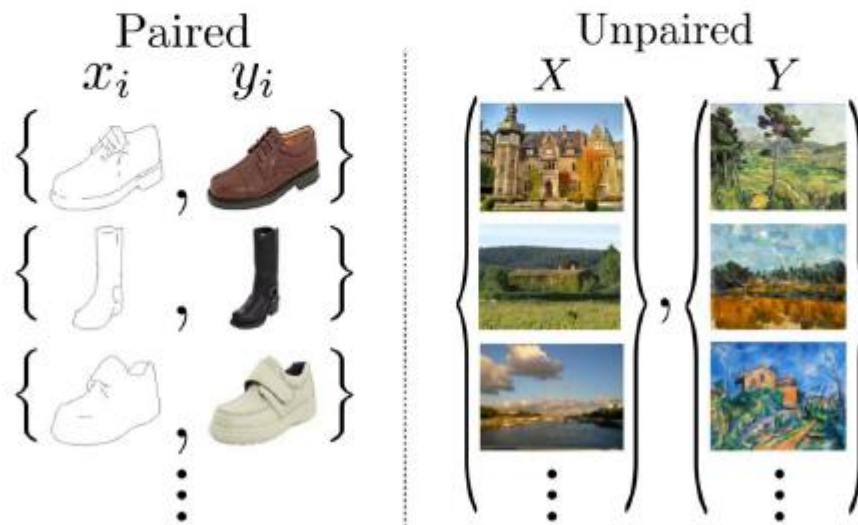 Paired
x_i y_i
{ , }
{ , }
{ , }
⋮
Unpaired
X Y
{ } , { }
⋮ ⋮